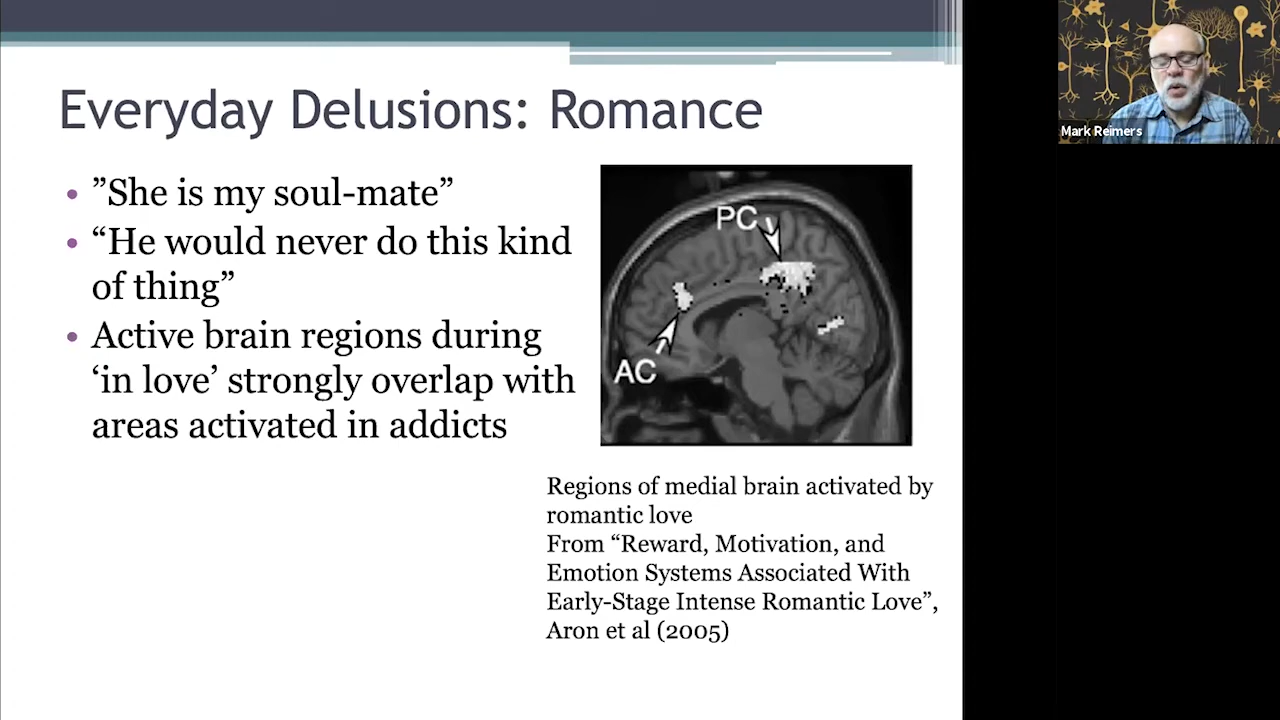 Everyday Delusions: Romance
• ”She is my soul-mate”
• “He would never do this kind
of thing”
• Active brain regions during
‘in love’ strongly overlap with
areas activated in addicts
PC
AC
Regions of medial brain activated by
romantic love
From “Reward, Motivation, and
Emotion Systems Associated With
Early-Stage Intense Romantic Love”,
Aron et al (2005)
Mark Reimers